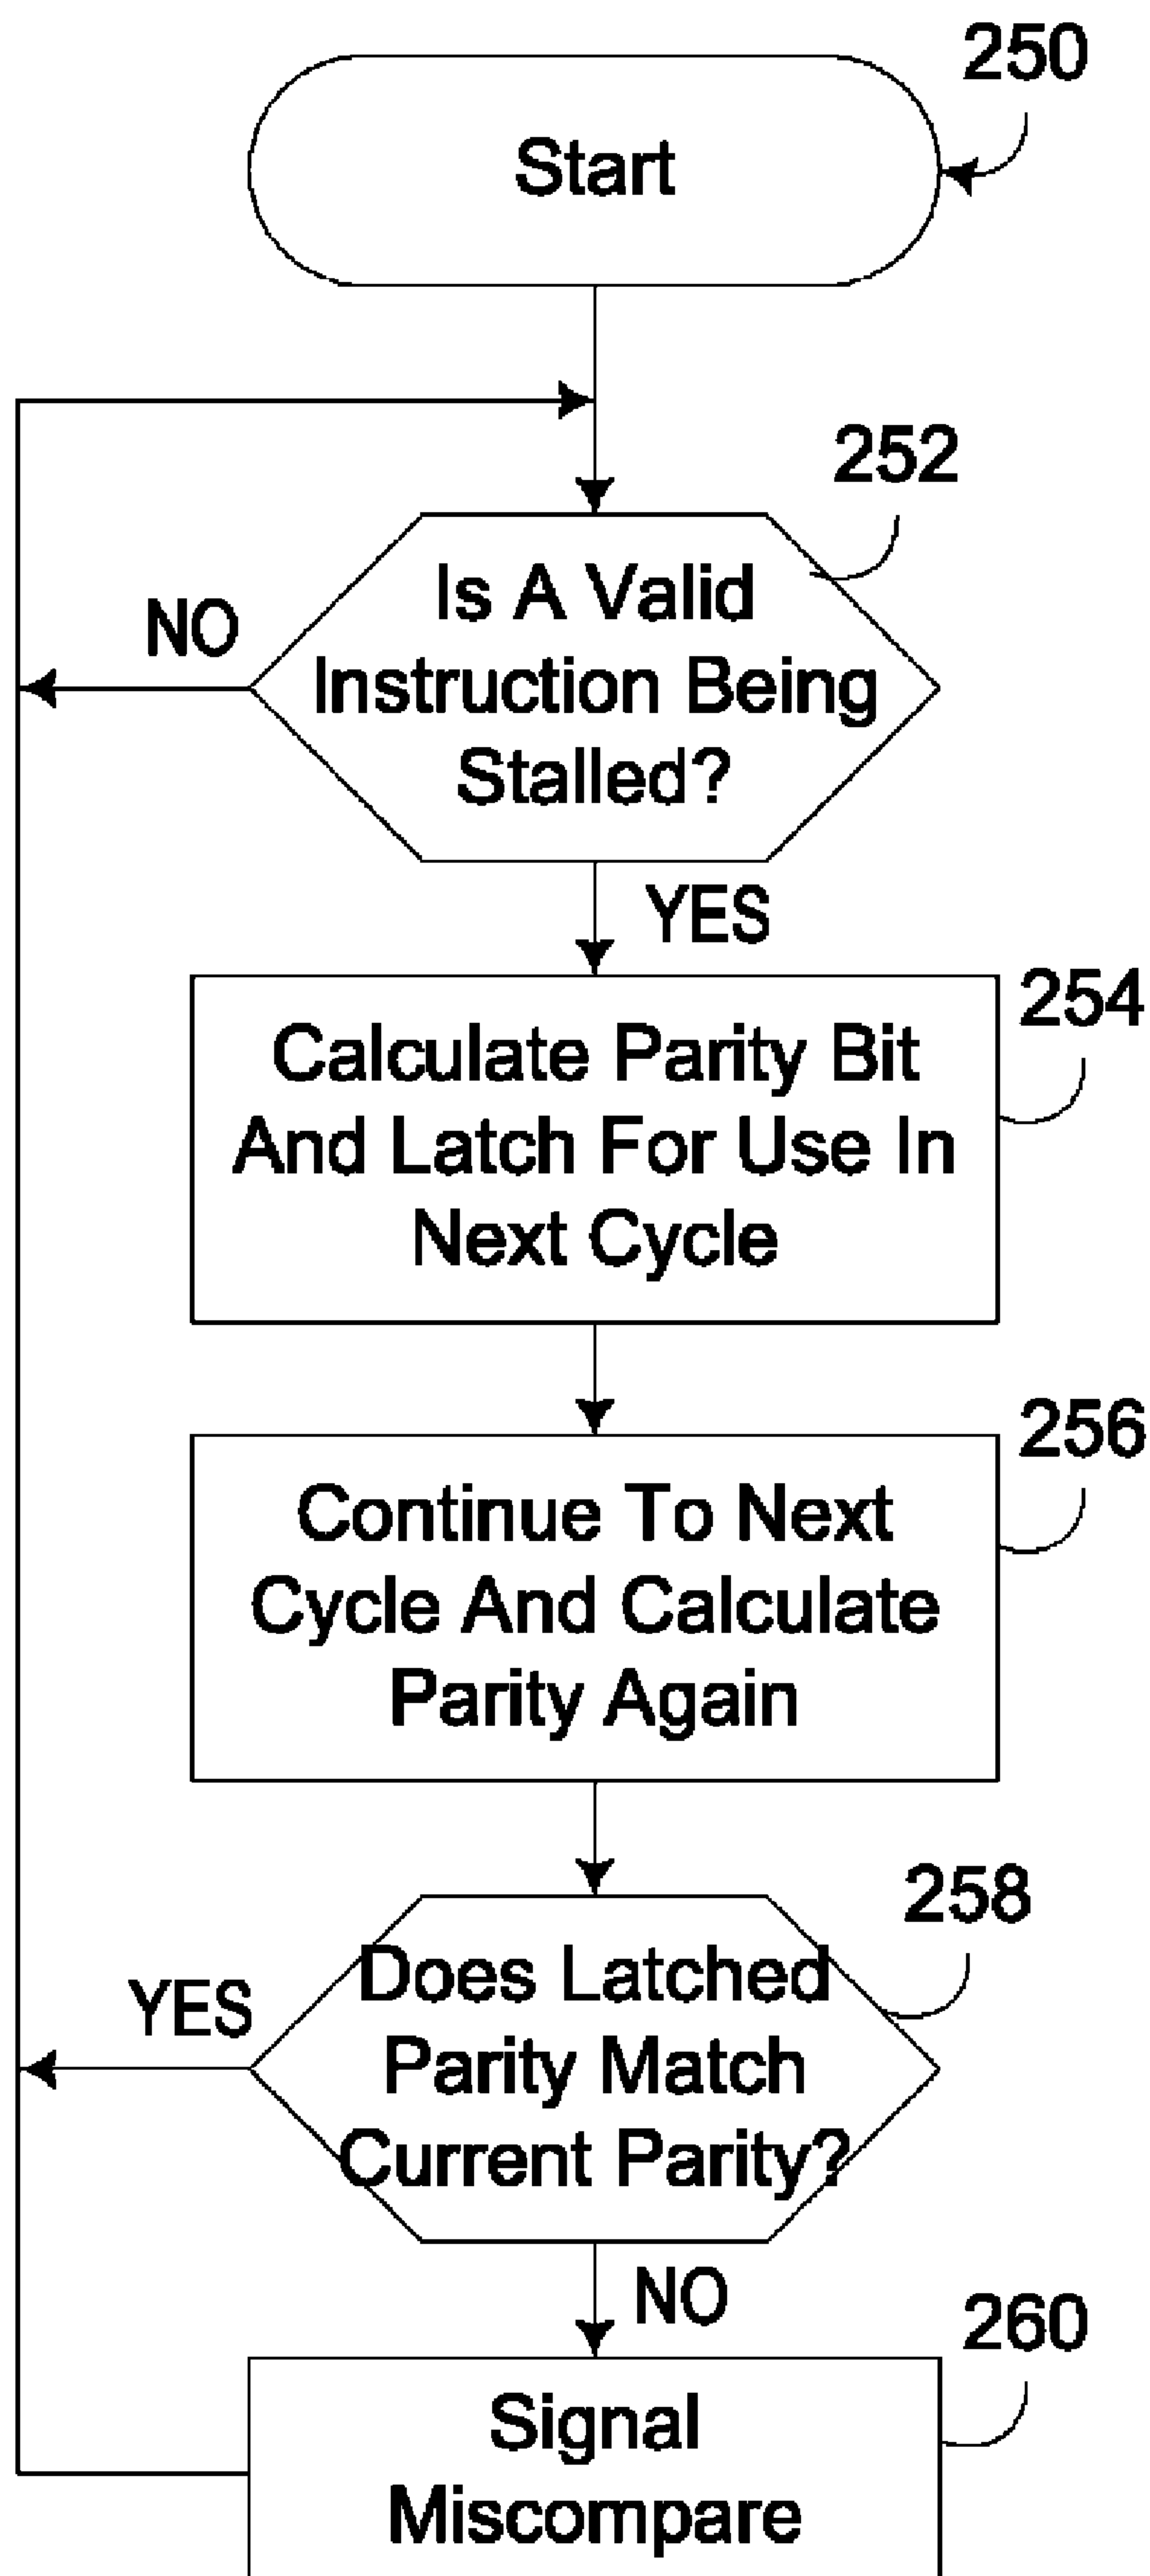 250
Start
252
Is A Valid
Instruction Being
Stalled?
NO
YES
254
Calculate Parity Bit
And Latch For Use In
Next Cycle
256
Continue To Next
Cycle And Calculate
Parity Again
258
Does Latched
Parity Match
Current Parity?
YES
NO
260
Signal
Miscompare